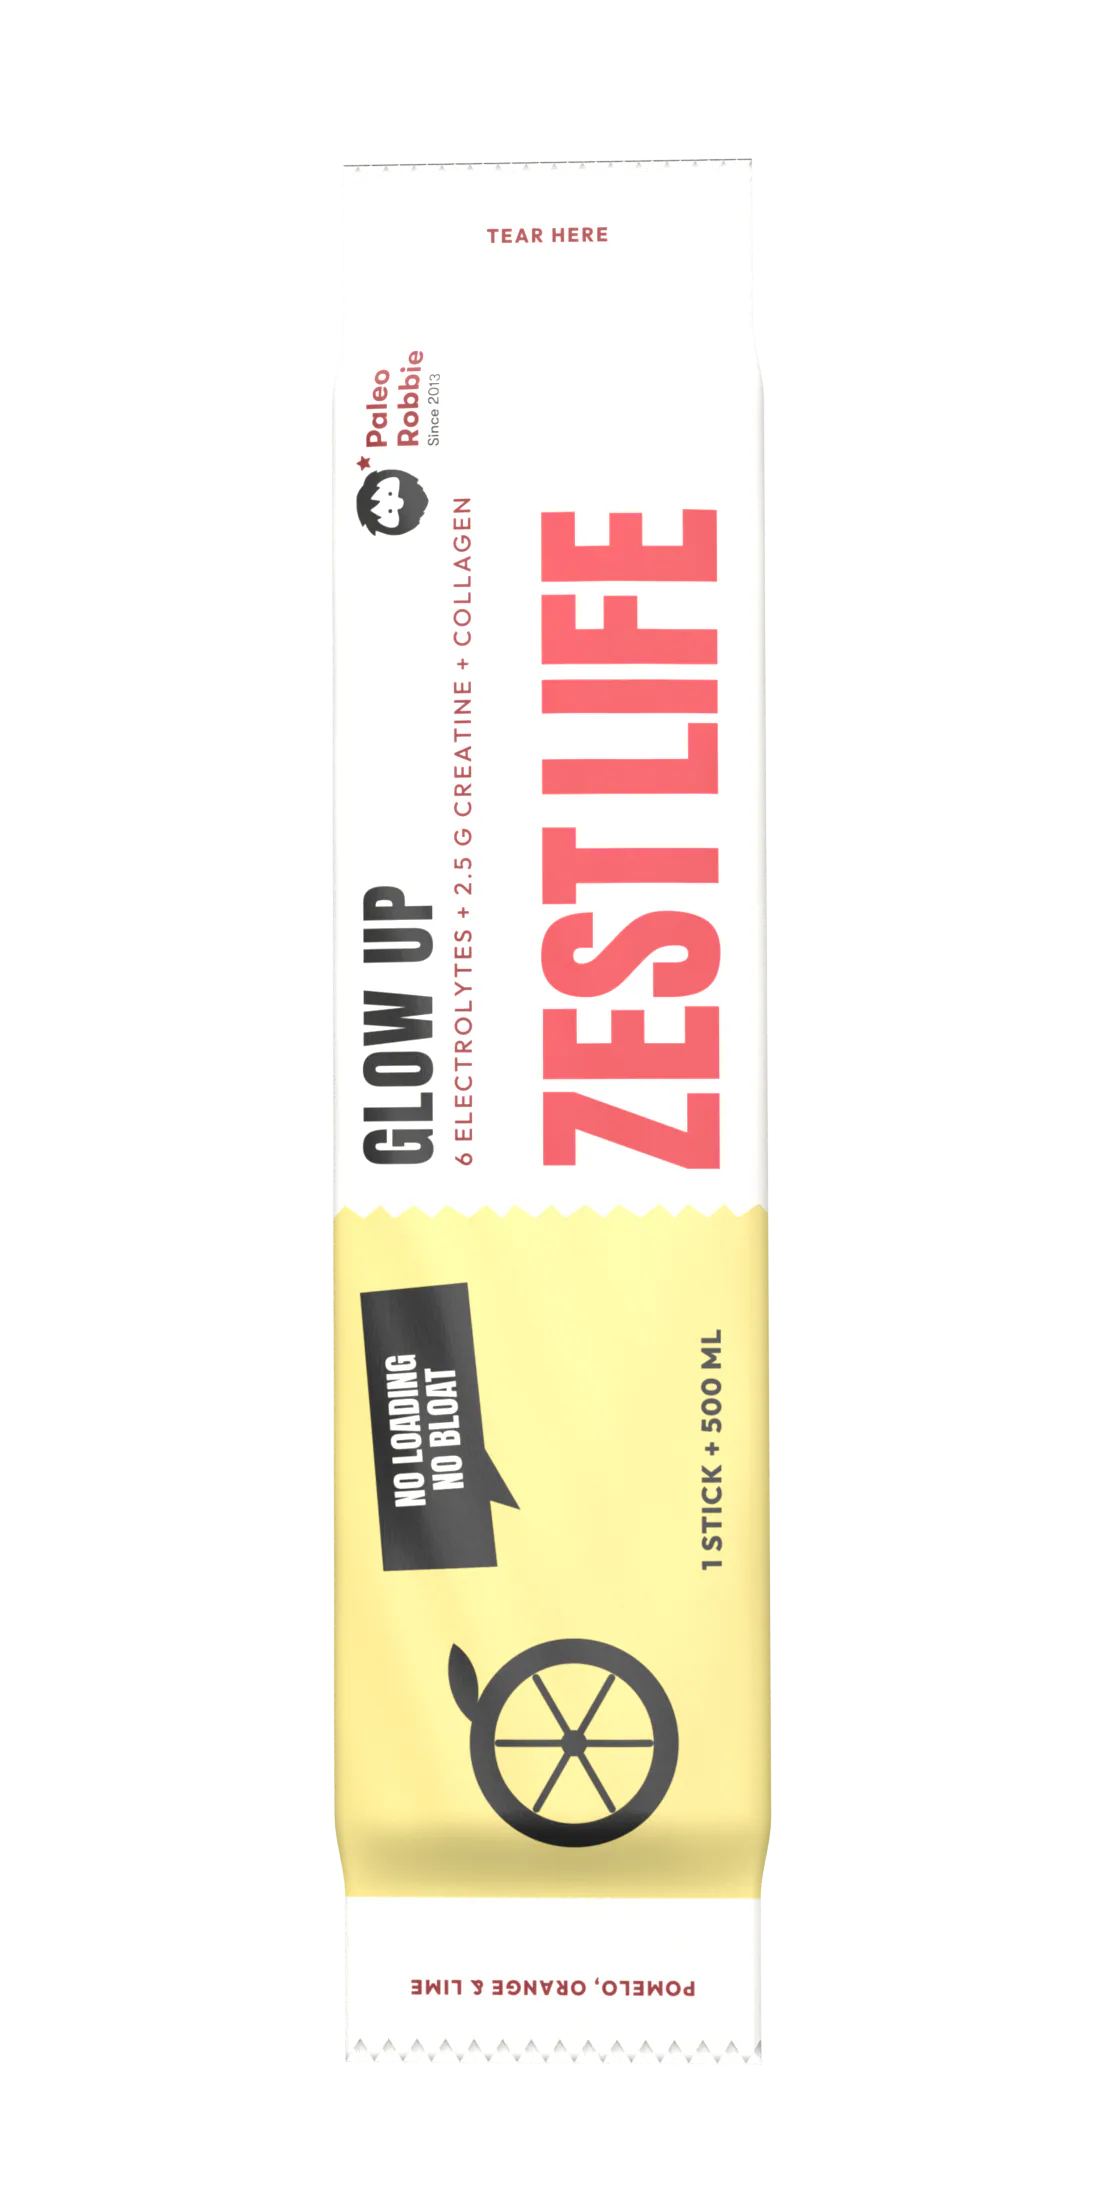 TEAR HERE
Paleo
Robbie
Since 2013
GLOW UP
6 ELECTROLYTES + 2.5 G CREATINE + COLLAGEN
ZEST LIFE
NO LOADING
NO BLOAT
1 STICK + 500 ML
POMELO, ORANGE & LIME